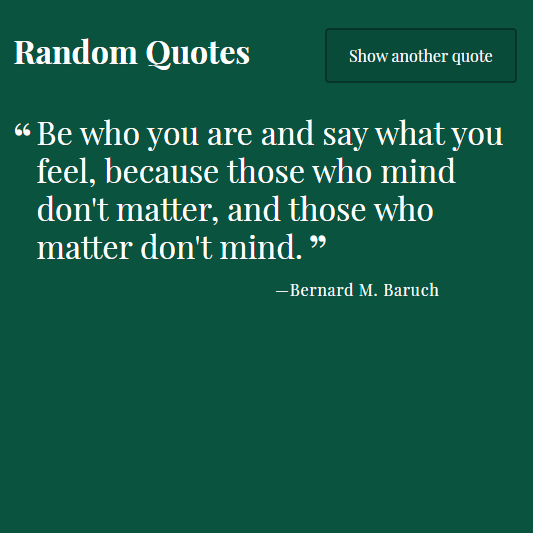 Random Quotes
Show another quote
“ Be who you are and say what you
feel, because those who mind
don't matter, and those who
matter don't mind. ”
—Bernard M. Baruch